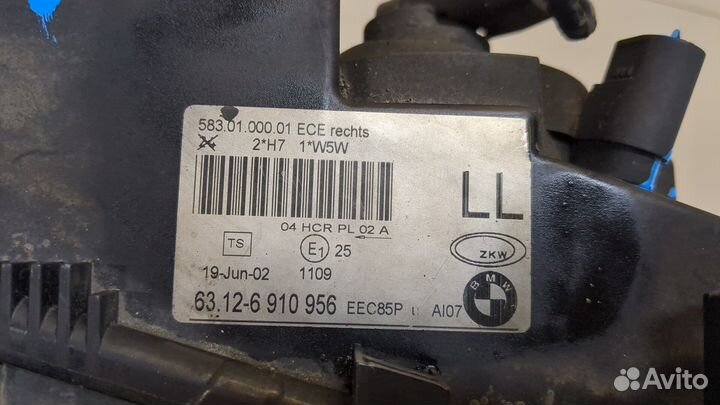 583.01.000.01 ECE rechts
2*H7 1*W5W
04 HCR PL 02 A
LL
TS E1 25
ZKW
19-Jun-02 1109
BMW
63.12-6 910 956 EEC85P AI07
Avito